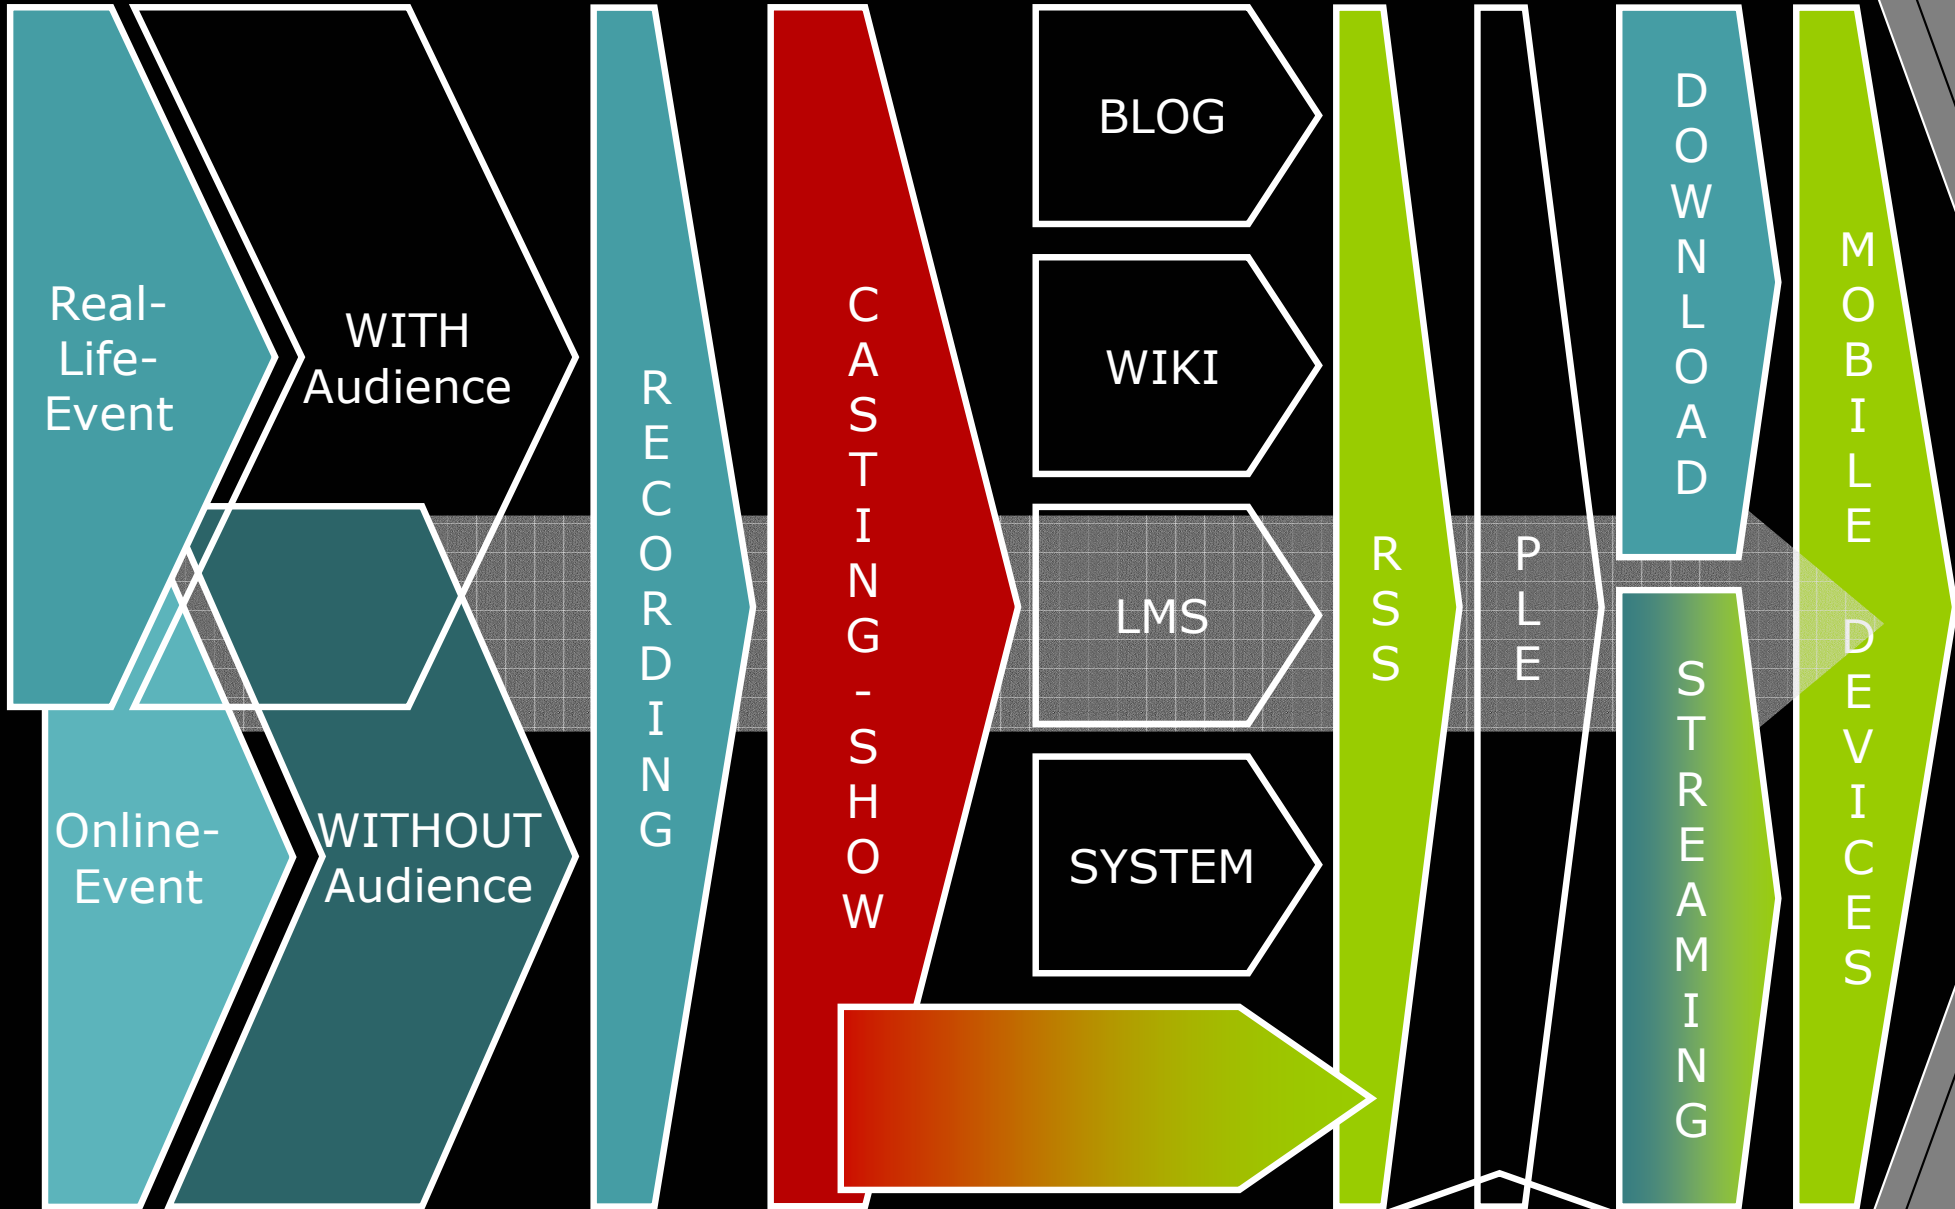 Real-
Life-
Event
WITH
Audience
Online-
Event
WITHOUT
Audience
RECORDING
CASTING-SHOW
BLOG
WIKI
LMS
SYSTEM
RSS
PLE
DOWNLOAD
STREAMING
MOBILE DEVICES